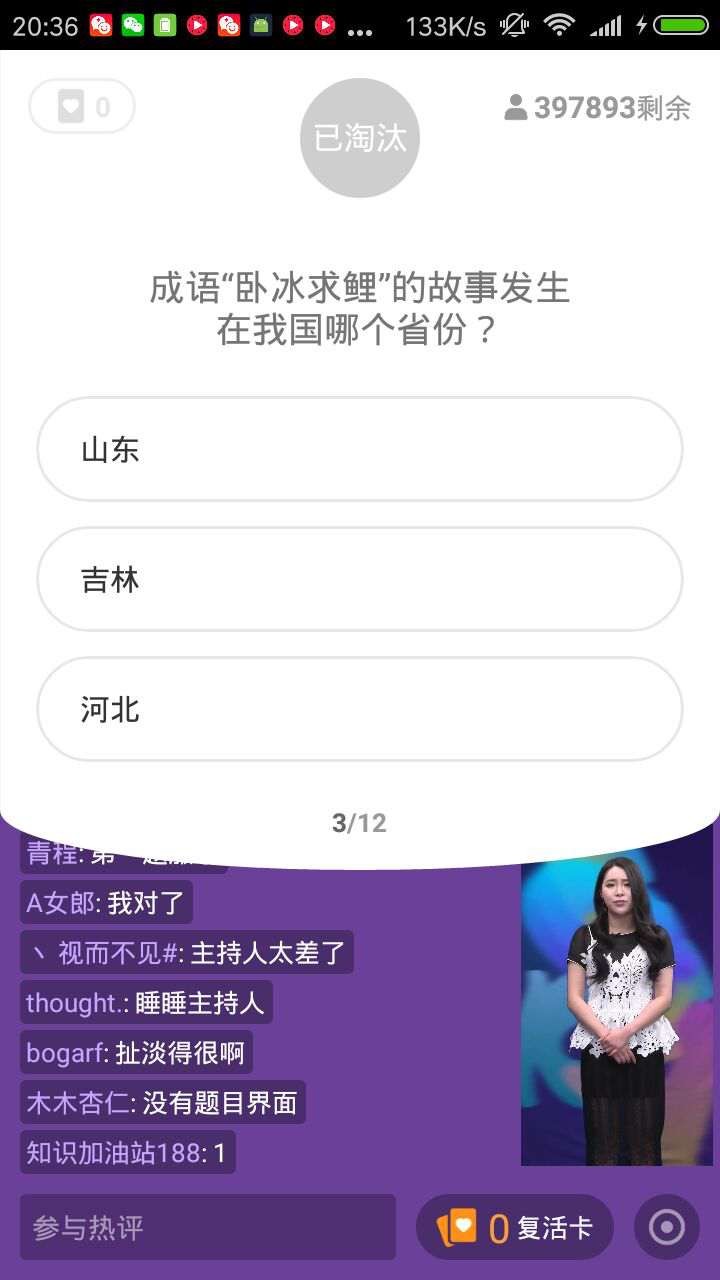 20:36
133K/s
0
已淘汰
397893剩余
成语“卧冰求鲤”的故事发生
在我国哪个省份？
山东
吉林
河北
3/12
青程:
A女郎: 我对了
丶 视而不见#: 主持人太差了
thought.: 睡睡主持人
bogarf: 扯淡得很啊
木木杏仁: 没有题目界面
知识加油站188: 1
参与热评
0 复活卡